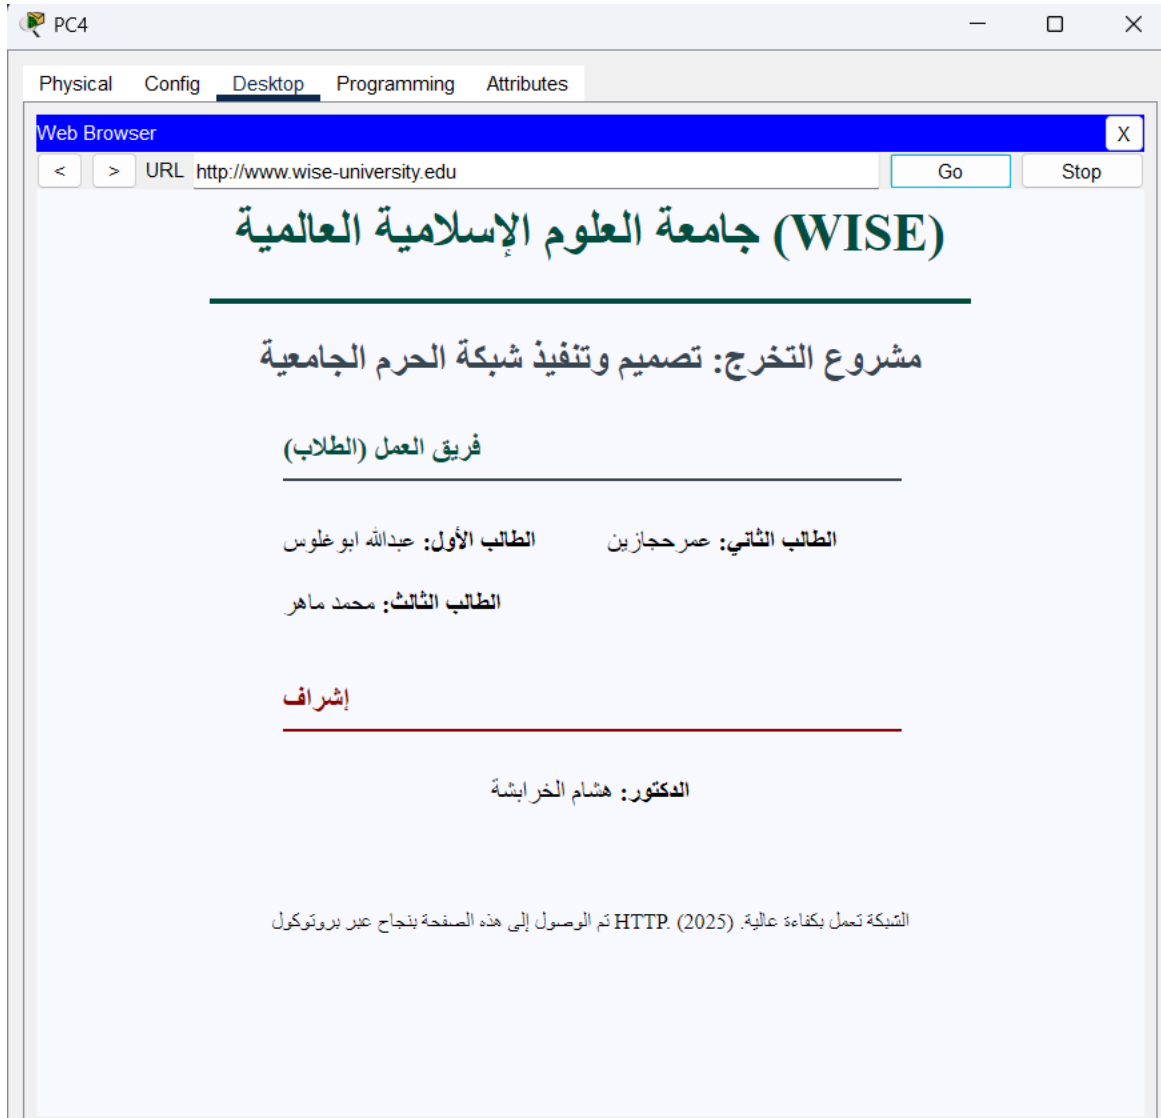 PC4
Physical Config Desktop Programming Attributes
Web Browser
X
< > URL http://www.wise-university.edu Go Stop
(WISE) جامعة العلوم الإسلامية العالمية
مشروع التخرج: تصميم وتنفيذ شبكة الحرم الجامعية
فريق العمل (الطلاب)
الطالب الثاني: عمر حجازين الطالب الأول: عبدالله ابوغلوس
الطالب الثالث: محمد ماهر
إشراف
الدكتور: هشام الخرابشة
الشبكة تعمل بكفاءة عالية. (2025) .HTTP تم الوصول إلى هذه الصفحة بنجاح عبر بروتوكول